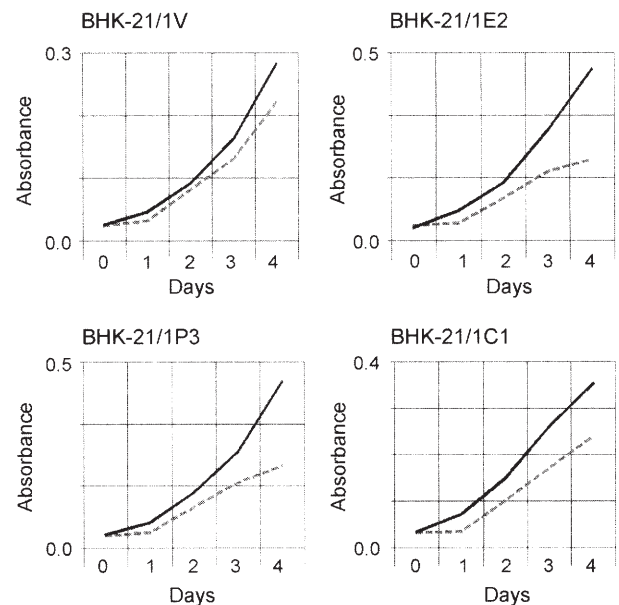 BHK-21/1V
0.3
Absorbance
0.0
0 1 2 3 4
Days
BHK-21/1E2
0.5
Absorbance
0.0
0 1 2 3 4
Days
BHK-21/1P3
0.5
Absorbance
0.0
0 1 2 3 4
Days
BHK-21/1C1
0.4
Absorbance
0.0
0 1 2 3 4
Days